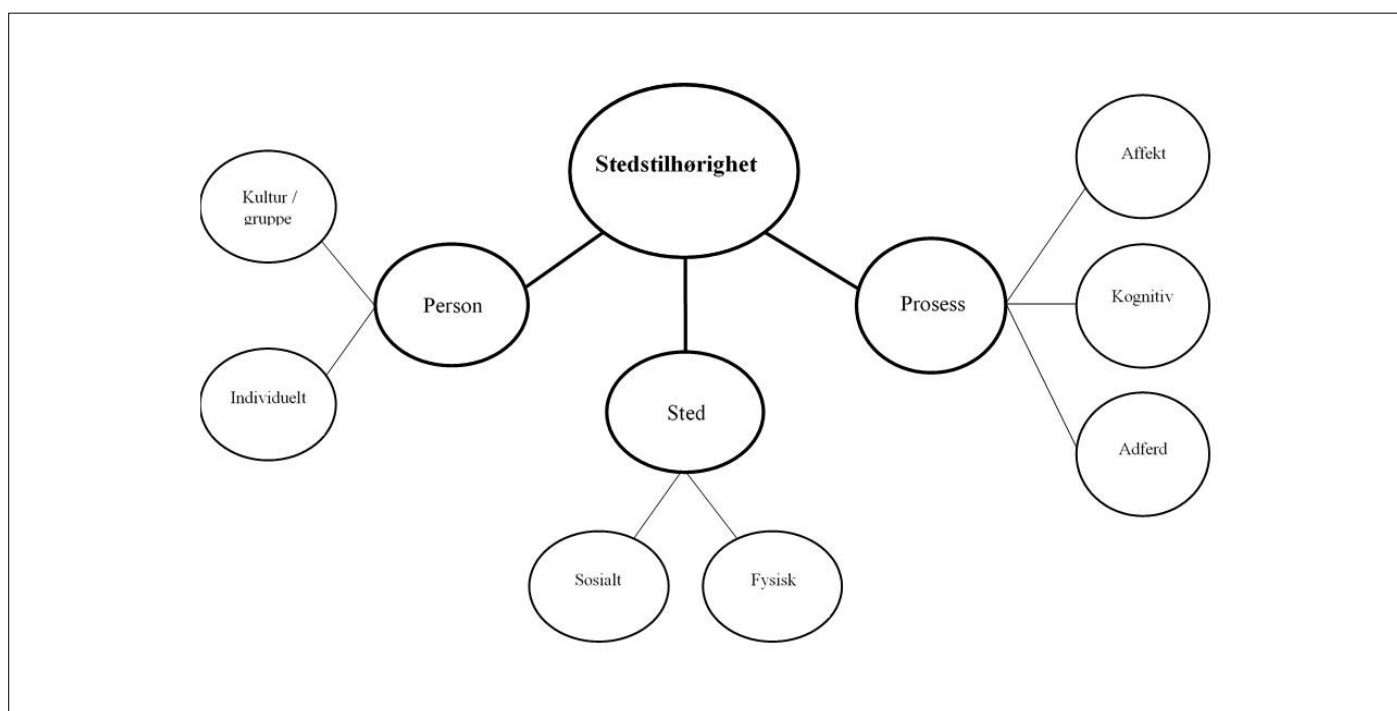 Stedstilhørighet
Kultur /
gruppe
Individuelt
Person
Sted
Sosialt
Fysisk
Prosess
Affekt
Kognitiv
Adferd